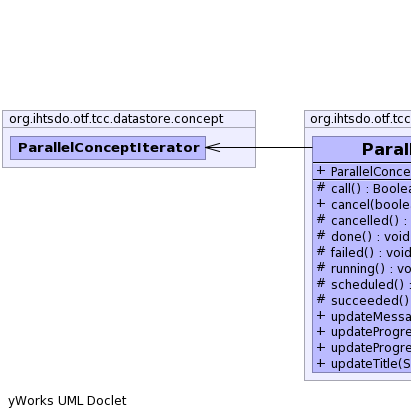 org.ihtsdo.otf.tcc.datastore.concept
ParallelConceptIterator
org.ihtsdo.otf.tcc
Parall
+ ParallelConce
# call() : Boolea
+ cancel(boolea
# cancelled() :
# done() : void
# failed() : void
# running() : vo
# scheduled() :
# succeeded()
+ updateMessa
+ updateProgre
+ updateProgre
+ updateTitle(S
yWorks UML Doclet